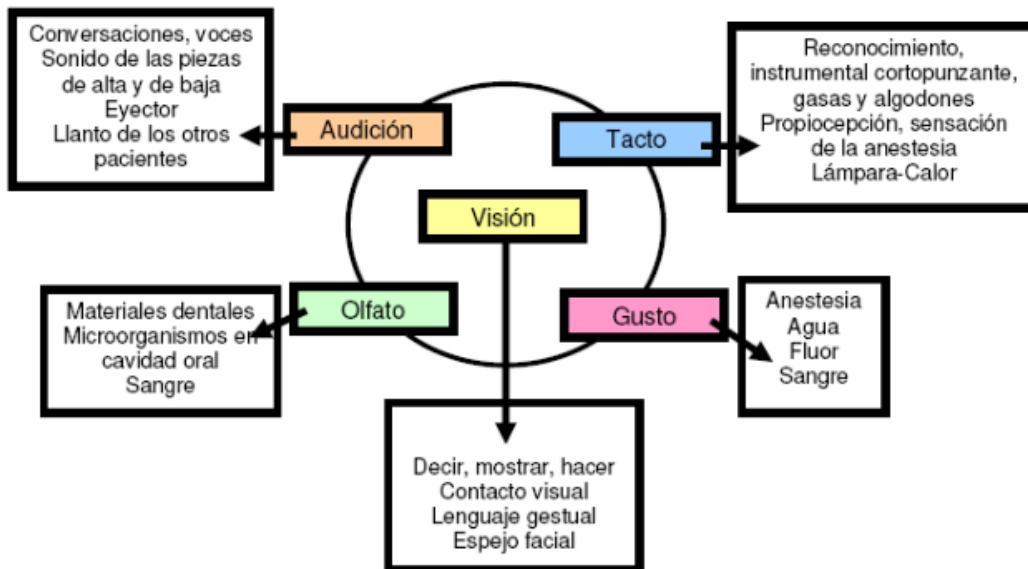 Conversaciones, voces
Sonido de las piezas
de alta y de baja
Eyector
Llanto de los otros
pacientes
Audición
Tacto
Reconocimiento,
instrumental cortopunzante,
gasas y algodones
Propiocepción, sensación
de la anestesia
Lámpara-Calor
Visión
Materiales dentales
Microorganismos en
cavidad oral
Sangre
Olfato
Gusto
Anestesia
Agua
Fluor
Sangre
Decir, mostrar, hacer
Contacto visual
Lenguaje gestual
Espejo facial